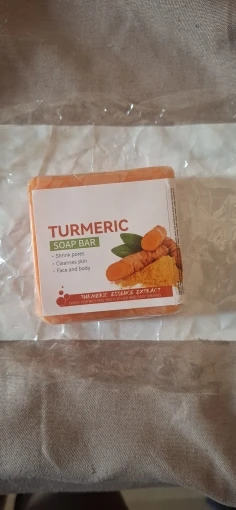 TURMERIC
SOAP BAR
- Shrink pores
- Cleanses skin
- Face and body
TURMERIC ESSENCE EXTRACT